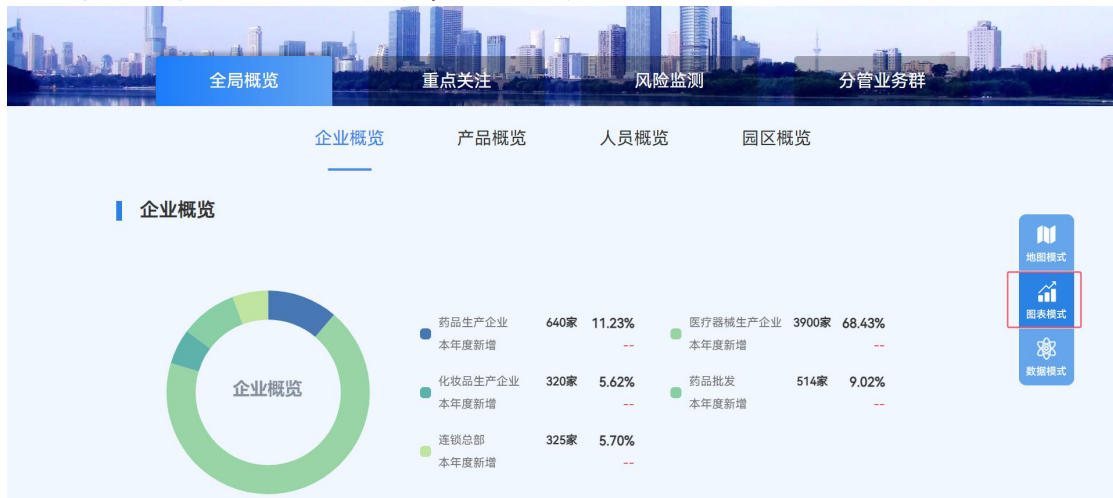 全局概览
重点关注
风险监测
分管业务群
企业概览
产品概览
人员概览
园区概览
企业概览
地图模式
图表模式
数据模式
企业概览
药品生产企业 640家 11.23%
本年度新增 --
医疗器械生产企业 3900家 68.43%
本年度新增 --
化妆品生产企业 320家 5.62%
本年度新增 --
药品批发 514家 9.02%
本年度新增 --
连锁总部 325家 5.70%
本年度新增 --